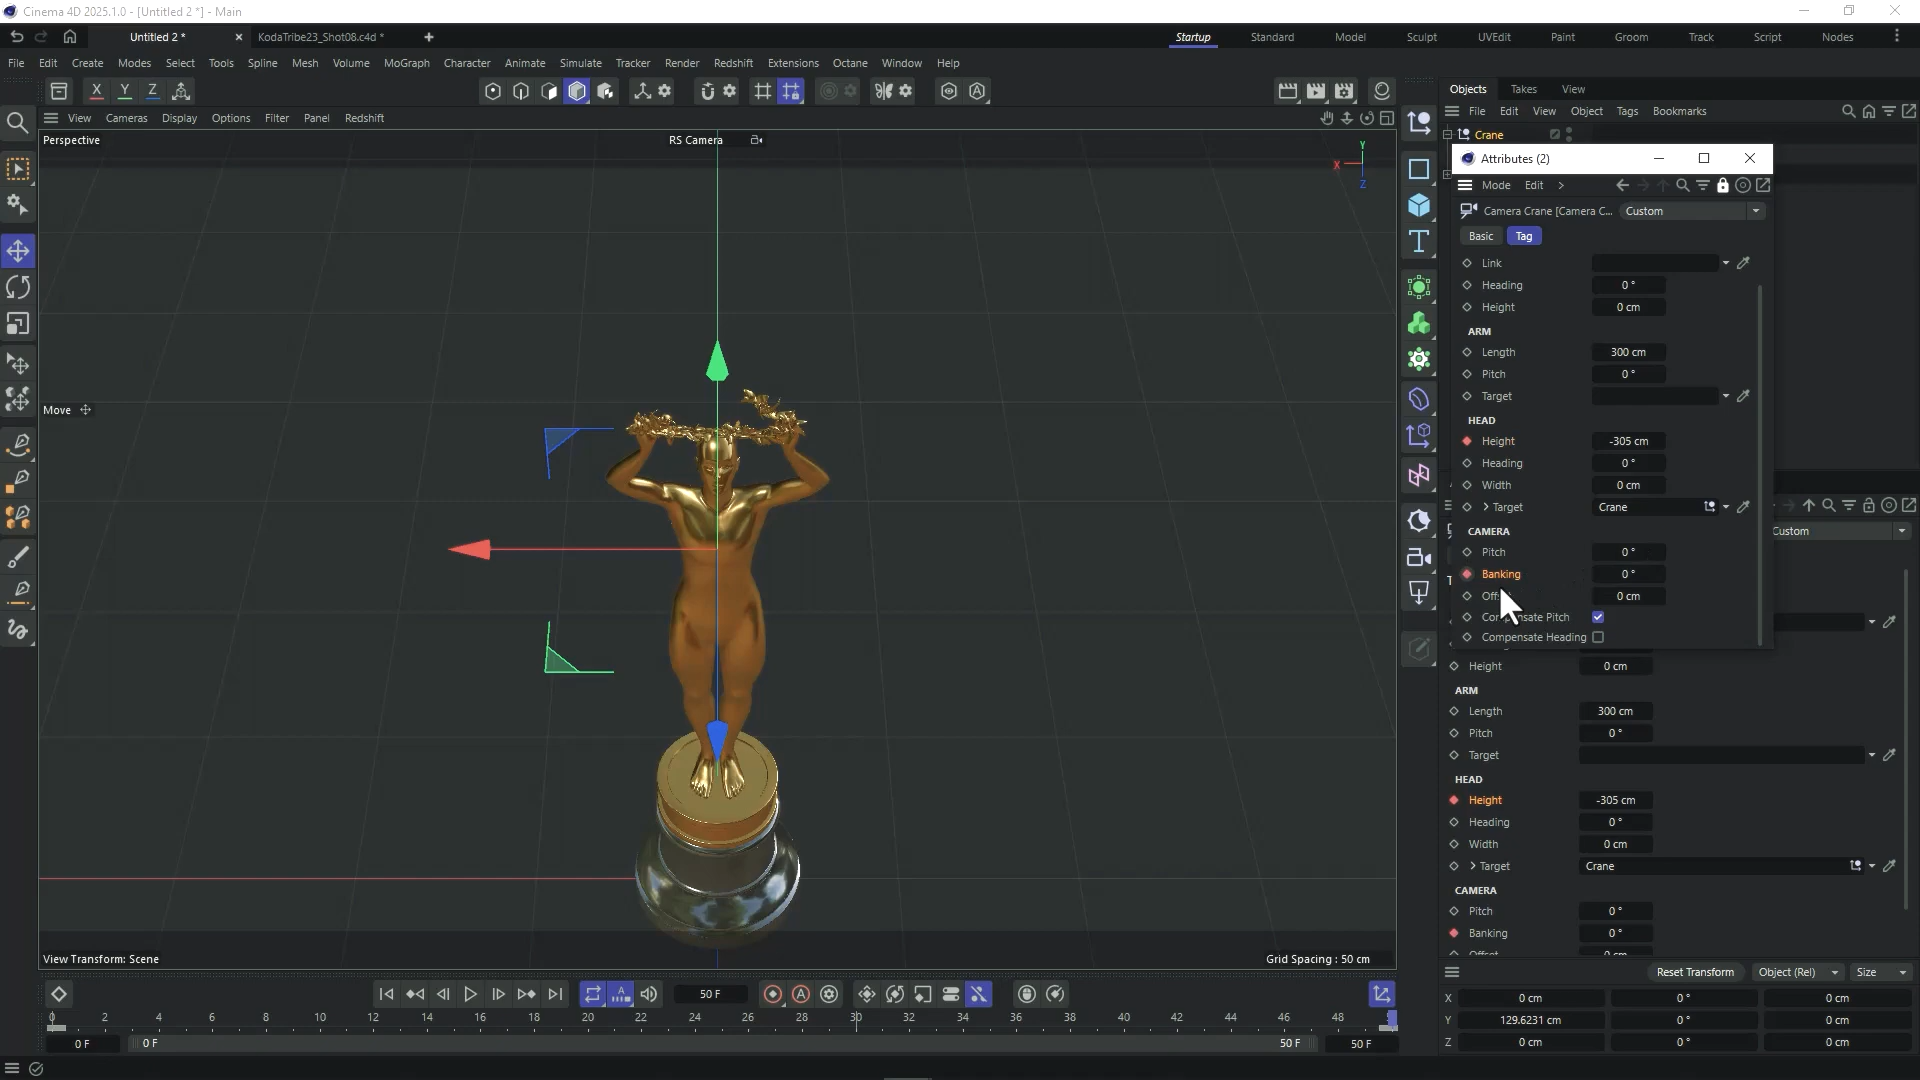 Cinema 4D 2025.1.0 - [Untitled 2 *] - Main
Untitled 2 *
KodaTribe23_Shot08.c4d *
Startup
Standard
Model
Sculpt
UVEdit
Paint
Groom
Track
Script
Nodes
File Edit Create Modes Select Tools Spline Mesh Volume MoGraph Character Animate Simulate Tracker Render Redshift Extensions Octane Window Help
X Y Z
Objects Takes View
View Cameras Display Options Filter Panel Redshift
File Edit View Object Tags Bookmarks
Perspective
RS Camera
Y
X
Z
Crane
Attributes (2)
Mode Edit
Camera Crane [Camera C...
Custom
Basic Tag
Link
Heading 0 °
Height 0 cm
ARM
Length 300 cm
Pitch 0 °
Target
HEAD
Height -305 cm
Heading 0 °
Width 0 cm
Target Crane
CAMERA
Pitch 0 °
Banking 0 °
0 cm
Compensate Heading
Move
Custom
Height 0 cm
ARM
Length 300 cm
Pitch 0 °
Target
HEAD
Height -305 cm
Heading 0 °
Width 0 cm
Target Crane
CAMERA
Pitch 0 °
Banking 0 °
Offset 0 cm
View Transform: Scene
Grid Spacing : 50 cm
Reset Transform
Object (Rel)
Size
50 F
X 0 cm 0 ° 0 cm
Y 129.6231 cm 0 ° 0 cm
Z 0 cm 0 ° 0 cm
0 2 4 6 8 10 12 14 16 18 20 22 24 26 28 30 32 34 36 38 40 42 44 46 48
0 F
0 F
50 F
50 F